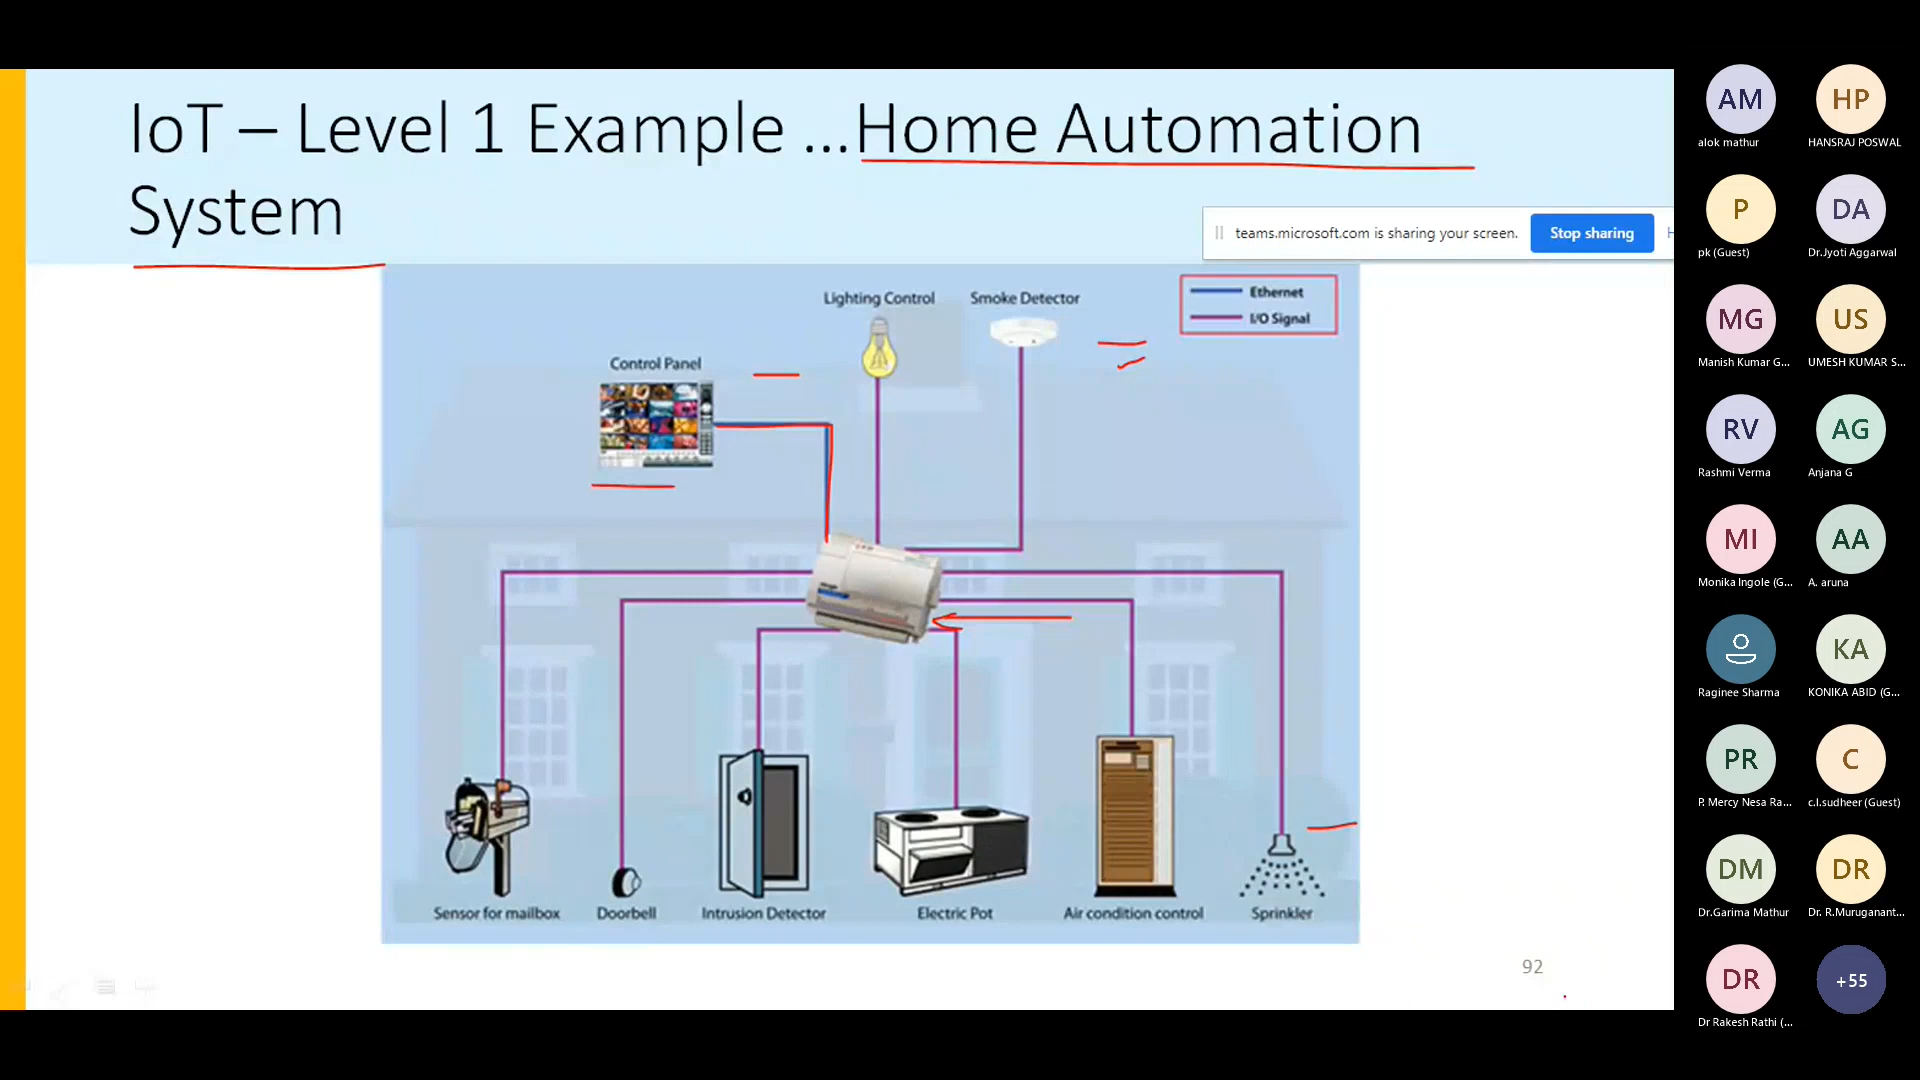 IoT – Level 1 Example ...Home Automation
System
teams.microsoft.com is sharing your screen.
Stop sharing
Lighting Control
Smoke Detector
Ethernet
I/O Signal
Control Panel
Sensor for mailbox
Doorbell
Intrusion Detector
Electric Pot
Air condition control
Sprinkler
92
AM
HP
alok mathur
HANSRAJ POSWAL
P
DA
pk (Guest)
Dr.Jyoti Aggarwal
MG
US
Manish Kumar G...
UMESH KUMAR S...
RV
AG
Rashmi Verma
Anjana G
MI
AA
Monika Ingole (G...
A. aruna
KA
Raginee Sharma
KONIKA ABID (G...
PR
C
P. Mercy Nesa Ra...
c.l.sudheer (Guest)
DM
DR
Dr.Garima Mathur
Dr. R.Muruganant...
DR
+55
Dr Rakesh Rathi (...